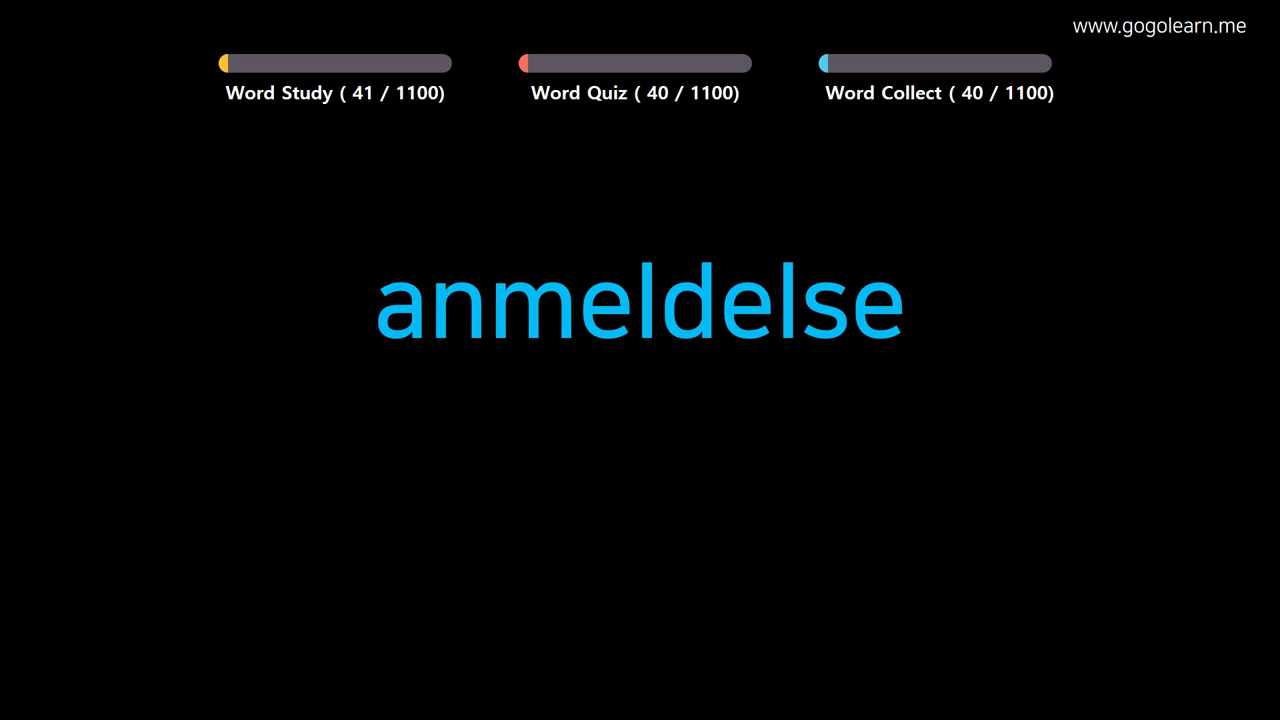 www.gogolearn.me
Word Study ( 41 / 1100)
Word Quiz ( 40 / 1100)
Word Collect ( 40 / 1100)
anmeldelse